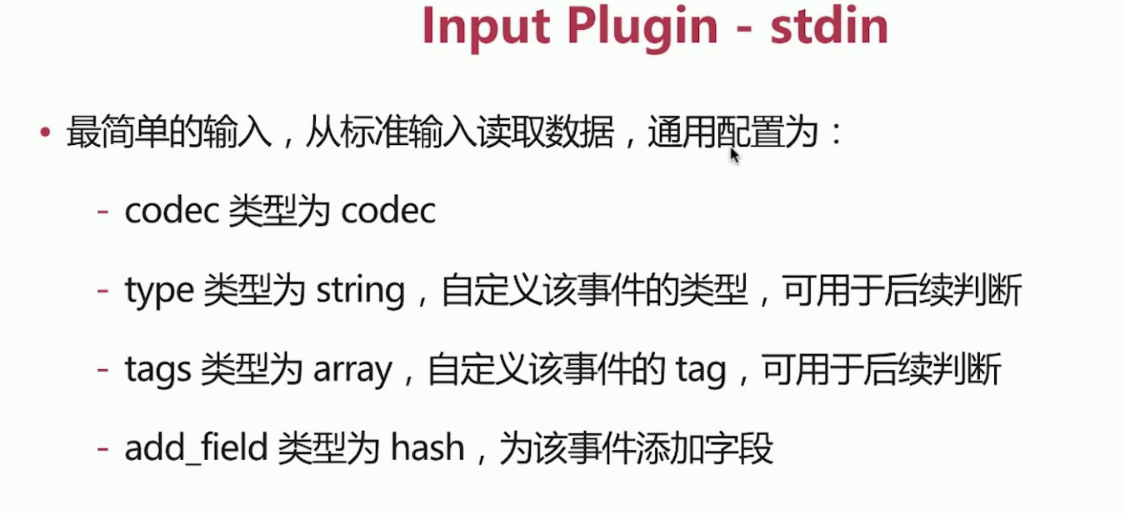 Input Plugin - stdin
• 最简单的输入，从标准输入读取数据，通用配置为：
- codec 类型为 codec
- type 类型为 string，自定义该事件的类型，可用于后续判断
- tags 类型为 array，自定义该事件的 tag，可用于后续判断
- add_field 类型为 hash，为该事件添加字段